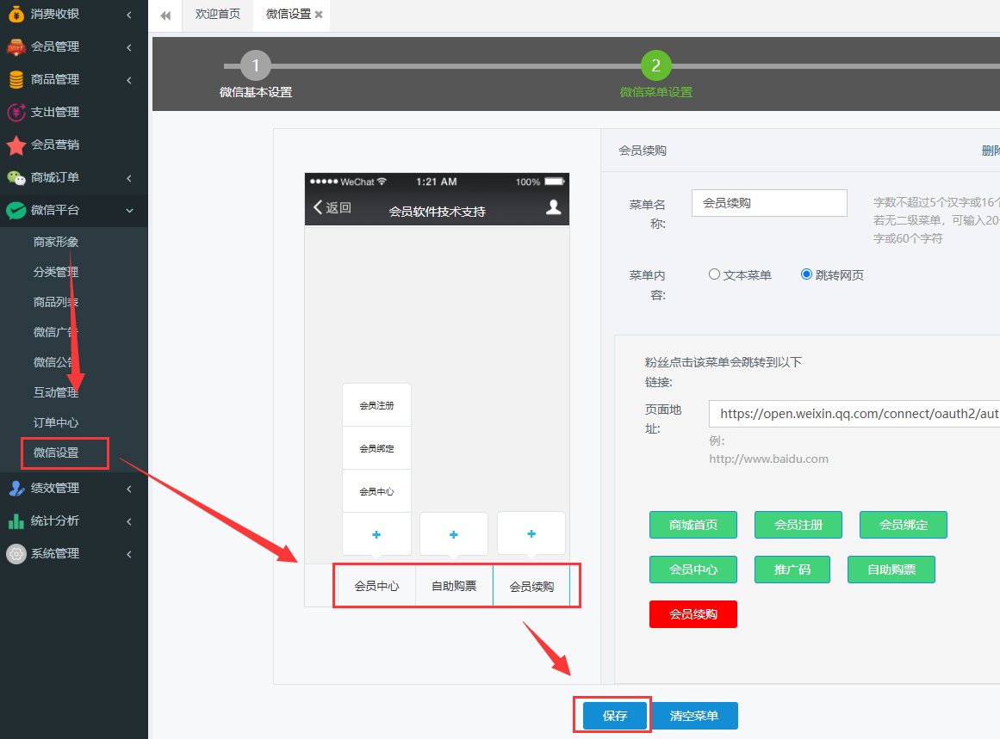 消费收银
会员管理
商品管理
支出管理
会员营销
商城订单
微信平台
商家形象
分类管理
商品列表
微信广告
微信公告
互动管理
订单中心
微信设置
绩效管理
统计分析
系统管理
欢迎首页
微信设置
1
微信基本设置
2
微信菜单设置
WeChat
1:21 AM
100%
返回
会员软件技术支持
会员注册
会员绑定
会员中心
+
+
+
会员中心
自助购票
会员续购
会员续购
删除
菜单名
称:
会员续购
字数不超过5个汉字或16个
若无二级菜单，可输入20
字或60个字符
菜单内
容:
文本菜单
跳转网页
粉丝点击该菜单会跳转到以下
链接:
页面地
址:
https://open.weixin.qq.com/connect/oauth2/aut
例:
http://www.baidu.com
商城首页
会员注册
会员绑定
会员中心
推广码
自助购票
会员续购
保存
清空菜单